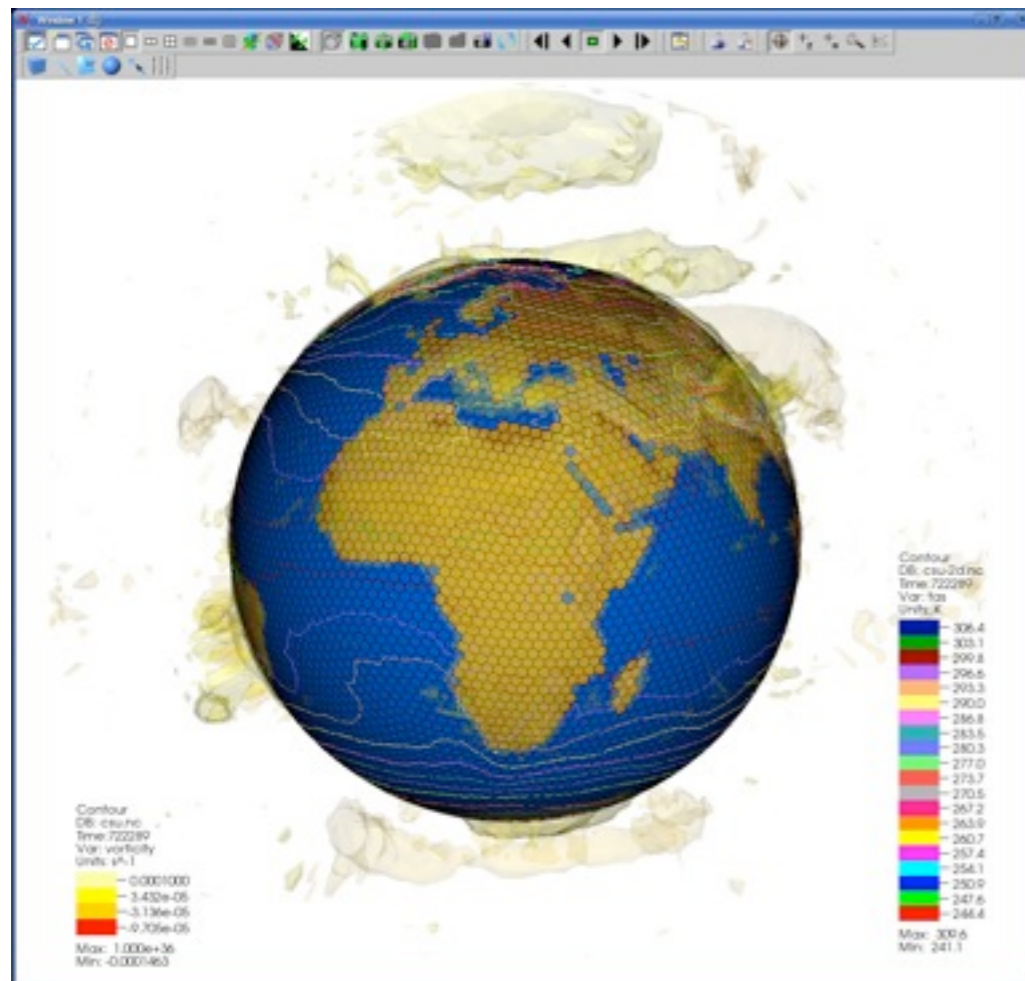 Window 1
Contour
DB: csu-2d.nc
Time:722289
Var: tas
Units:K
306.4
303.1
299.8
296.6
293.3
290.0
286.8
283.5
280.3
277.0
273.7
270.5
267.2
263.9
260.7
257.4
254.1
250.9
247.6
244.4
Max: 309.6
Min: 241.1
Contour
DB: csu.nc
Time:722289
Var: vorticity
Units: s^-1
0.0001000
3.432e-05
-3.136e-05
-9.705e-05
Max: 1.000e+36
Min: -0.0001463